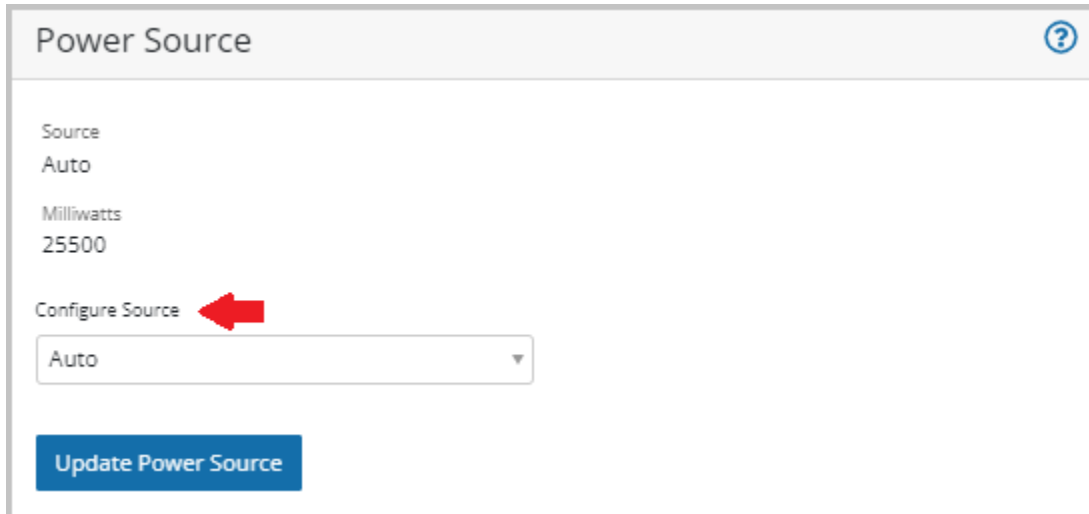 Power Source
Source
Auto
Milliwatts
25500
Configure Source
Auto
Update Power Source